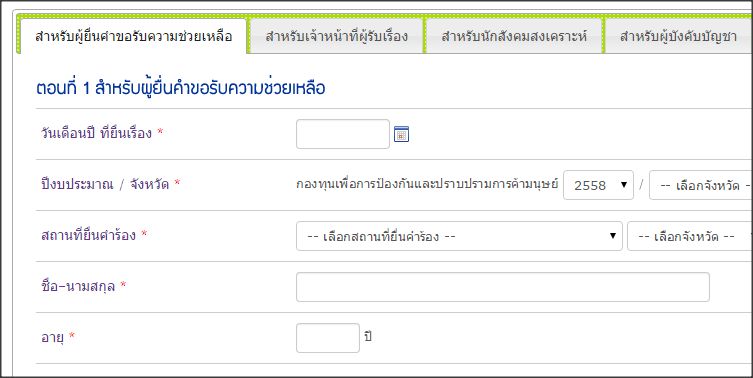 สำหรับผู้ยื่นคำขอรับความช่วยเหลือ สำหรับเจ้าหน้าที่ผู้รับเรื่อง สำหรับนักสังคมสงเคราะห์ สำหรับผู้บังคับบัญชา
ตอนที่ 1 สำหรับผู้ยื่นคำขอรับความช่วยเหลือ
วันเดือนปี ที่ยื่นเรื่อง *
ปีงบประมาณ / จังหวัด * กองทุนเพื่อการป้องกันและปราบปรามการค้ามนุษย์ 2558 / -- เลือกจังหวัด --
สถานที่ยื่นคำร้อง * -- เลือกสถานที่ยื่นคำร้อง -- -- เลือกจังหวัด --
ชื่อ-นามสกุล *
อายุ * ปี